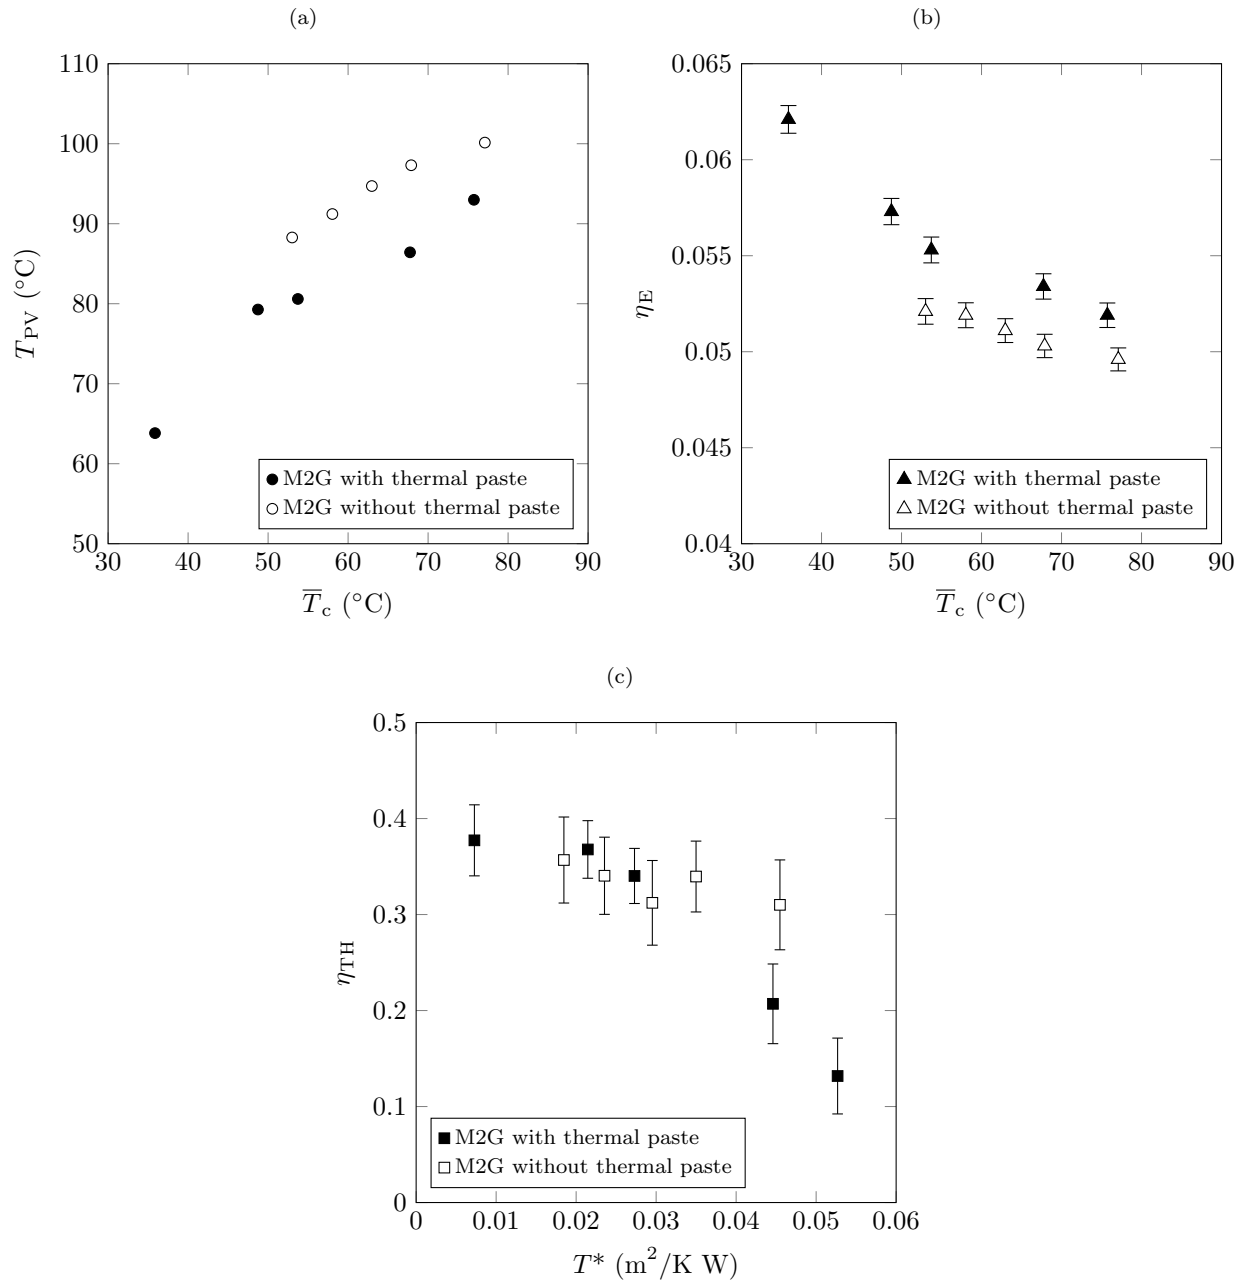 (a)
110
100
90
80
70
60
50
30 40 50 60 70 80 90
T_PV (°C)
T̅_c (°C)
M2G with thermal paste
M2G without thermal paste
(b)
0.065
0.06
0.055
0.05
0.045
0.04
30 40 50 60 70 80 90
η_E
T̅_c (°C)
M2G with thermal paste
M2G without thermal paste
(c)
0.5
0.4
0.3
0.2
0.1
0
0 0.01 0.02 0.03 0.04 0.05 0.06
η_TH
T* (m²/K W)
M2G with thermal paste
M2G without thermal paste